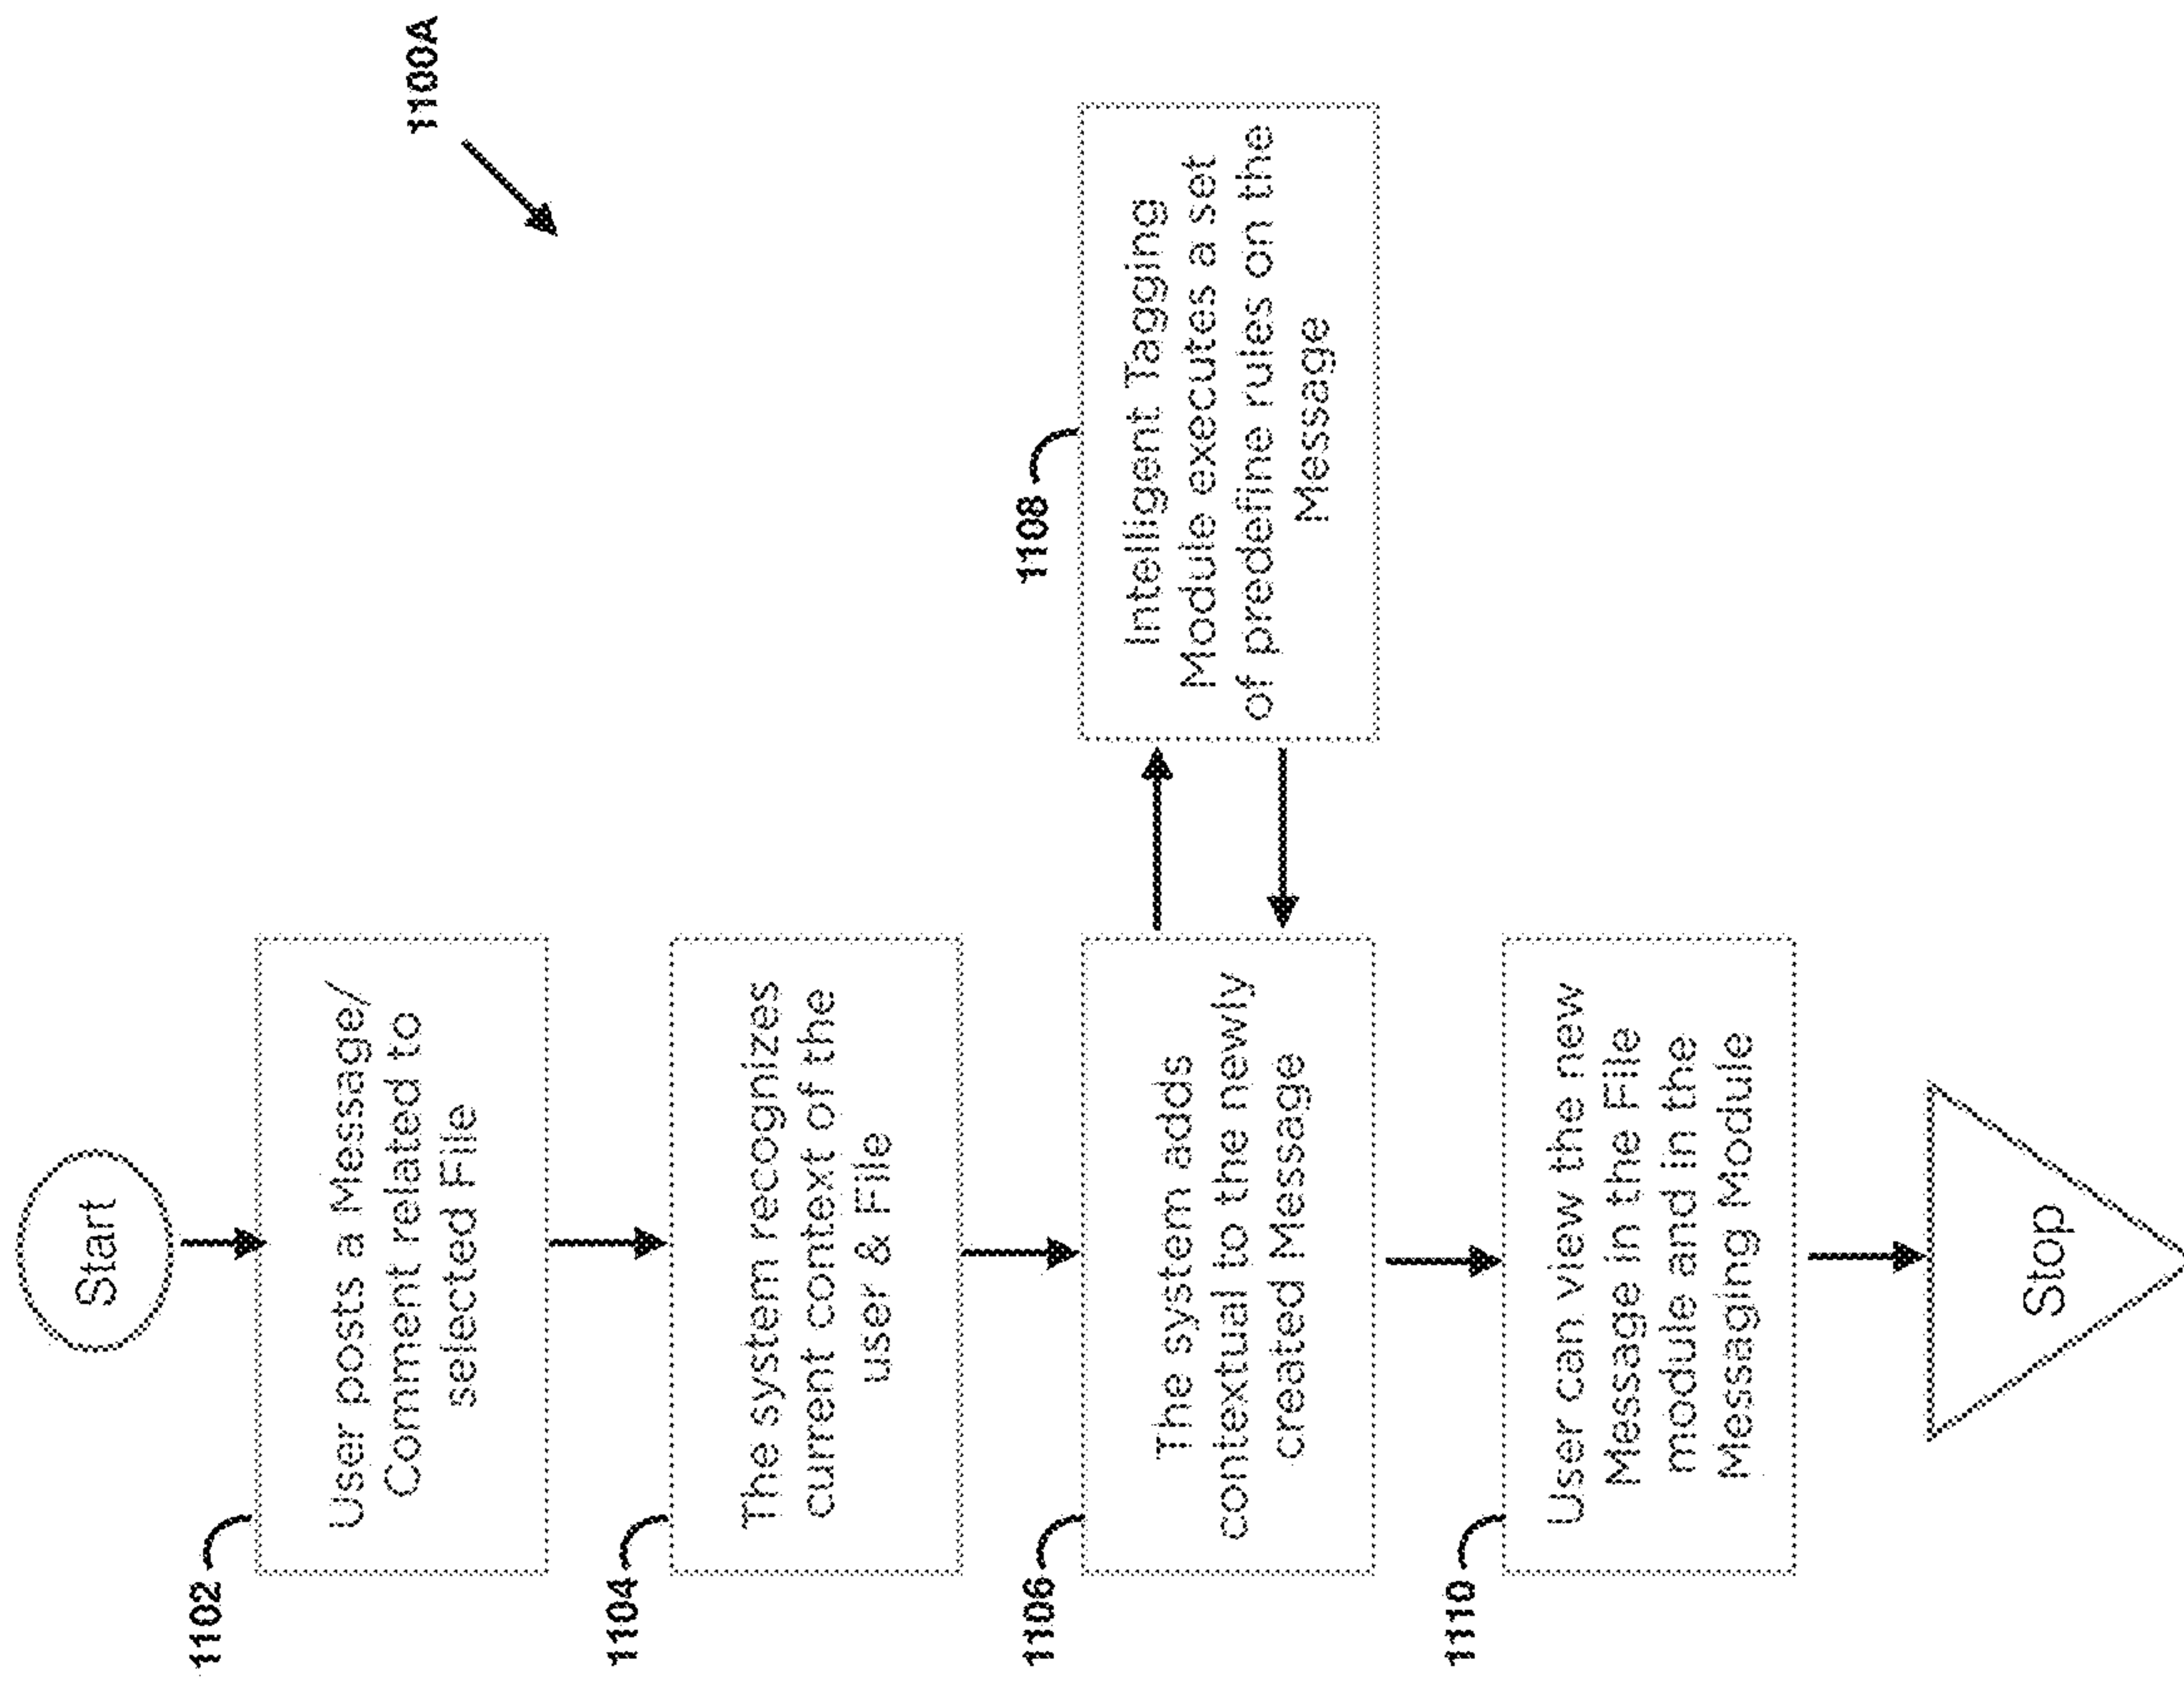 1100A
Start
1102
User posts a Message/
Comment related to
selected File
1104
The system recognizes
current context of the
user & File
1106
The system adds
contextual to the newly
created Message
1108
Intelligent Tagging
Module executes a set
of predefine rules on the
Message
1110
User can view the new
Message in the File
module and in the
Messaging Module
Stop